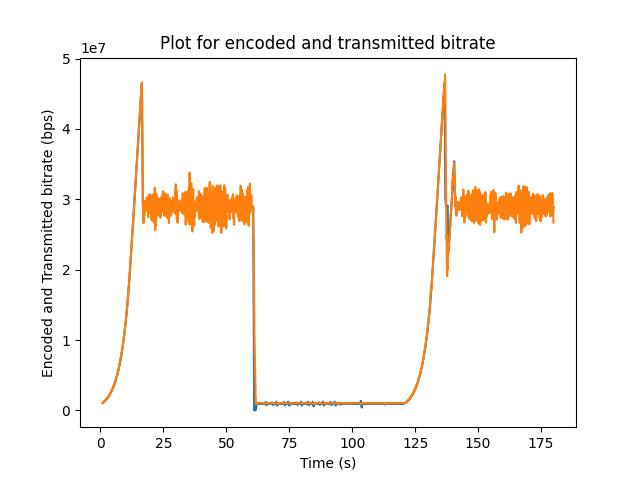 Plot for encoded and transmitted bitrate
1e7
5
4
3
2
1
0
Encoded and Transmitted bitrate (bps)
0 25 50 75 100 125 150 175
Time (s)